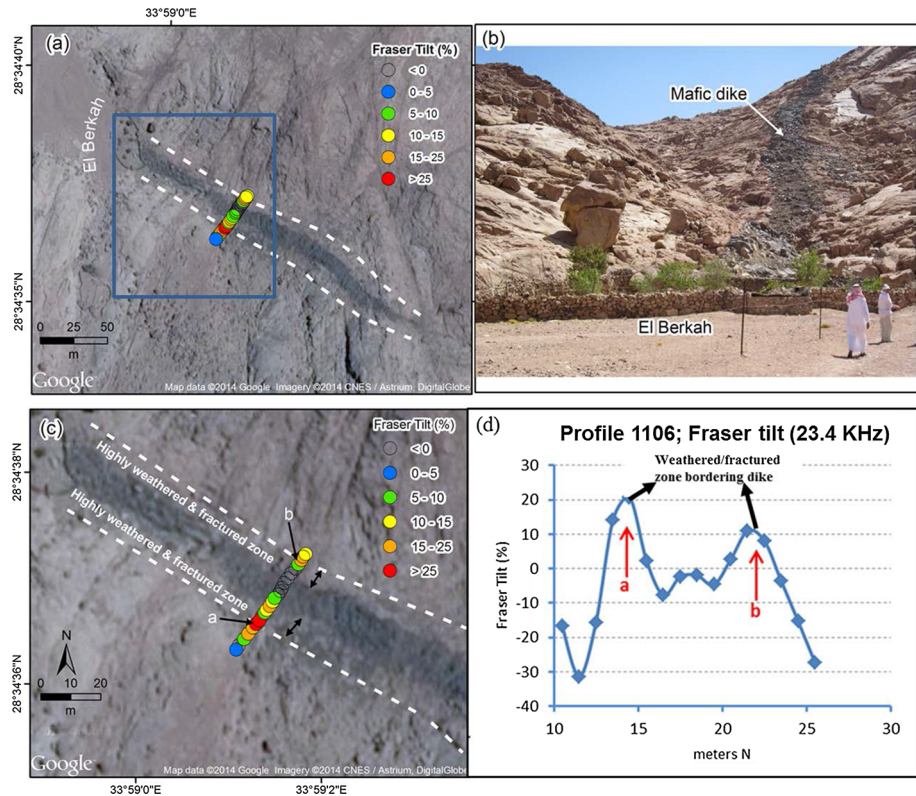 33°59'0"E
(a)
28°34'40"N
28°34'35"N
El Berkah
Fraser Tilt (%)
< 0
0 - 5
5 - 10
10 - 15
15 - 25
> 25
0 25 50
m
Google
Map data ©2014 Google Imagery ©2014 CNES / Astrium, DigitalGlobe
(b)
Mafic dike
El Berkah
(c)
28°34'38"N
28°34'36"N
Highly weathered & fractured zone
Highly weathered & fractured zone
Fraser Tilt (%)
< 0
0 - 5
5 - 10
10 - 15
15 - 25
> 25
b
a
N
0 10 20
m
Google
Map data ©2014 Google Imagery ©2014 CNES / Astrium, DigitalGlobe
33°59'0"E
33°59'2"E
(d)
Profile 1106; Fraser tilt (23.4 KHz)
Weathered/fractured
zone bordering dike
30
20
10
0
-10
-20
-30
-40
Fraser Tilt (%)
a
b
10 15 20 25 30
meters N